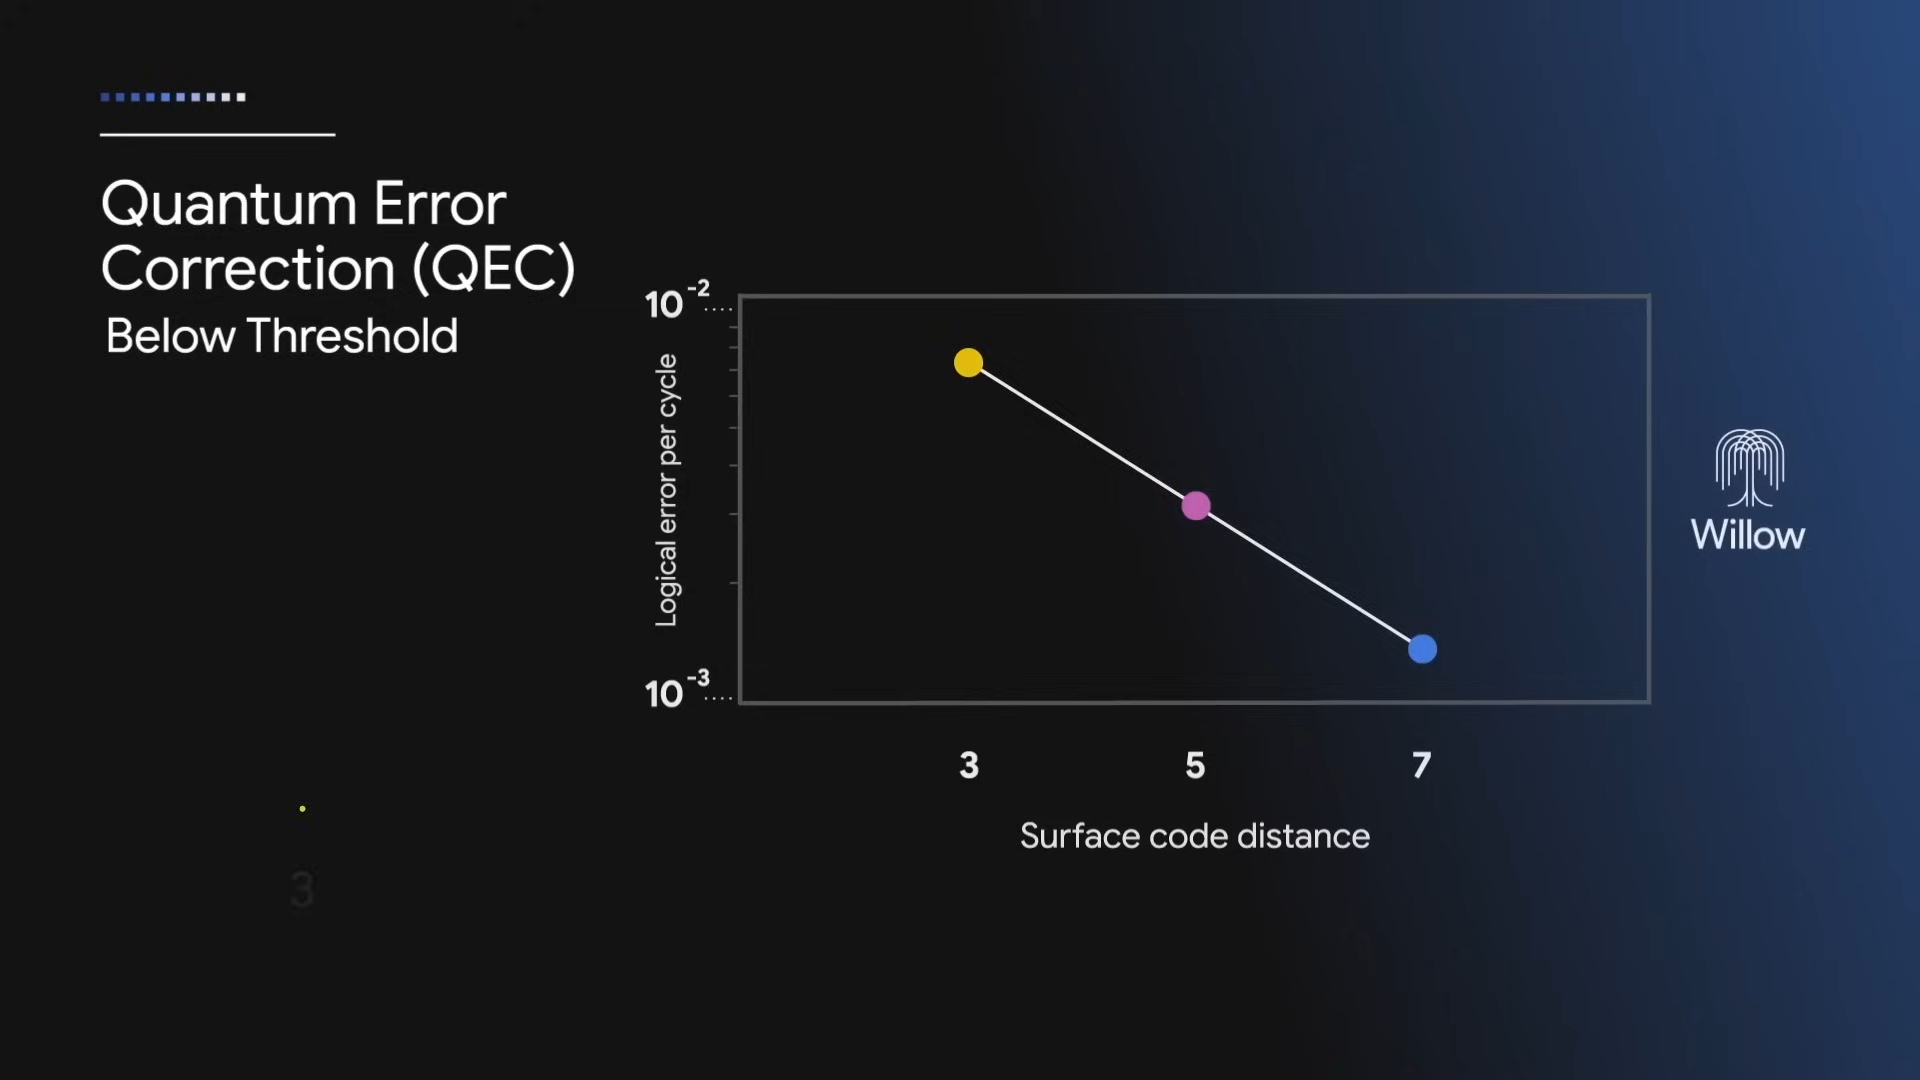 Quantum Error
Correction (QEC)
Below Threshold
10⁻²
Logical error per cycle
10⁻³
3 5 7
Surface code distance
Willow
3